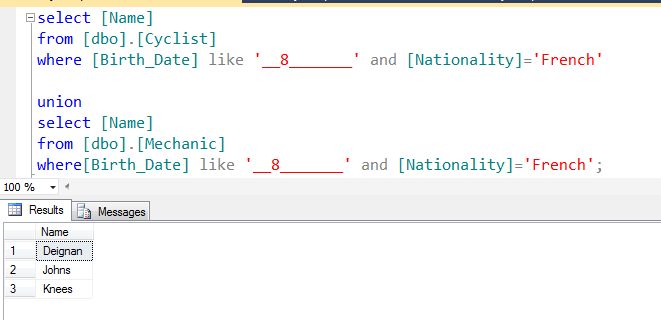 select [Name]
from [dbo].[Cyclist]
where [Birth_Date] like '__8_______' and [Nationality]='French'
union
select [Name]
from [dbo].[Mechanic]
where[Birth_Date] like '__8_______' and [Nationality]='French';
100 %
Results Messages
Name
1 Deignan
2 Johns
3 Knees